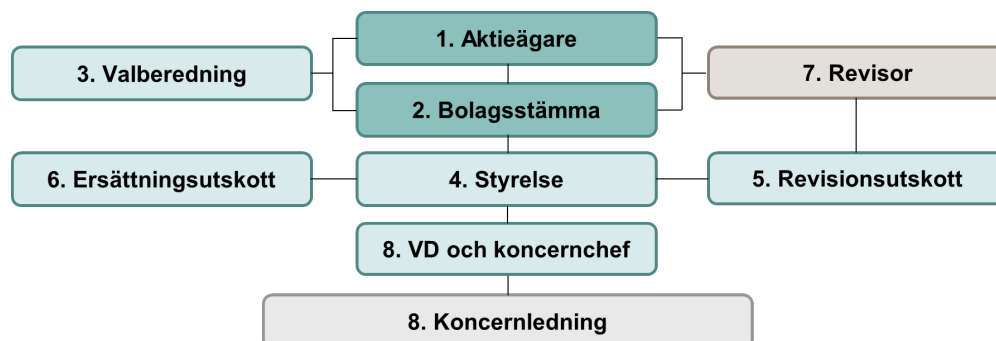 1. Aktieägare
3. Valberedning
7. Revisor
2. Bolagsstämma
6. Ersättningsutskott
4. Styrelse
5. Revisionsutskott
8. VD och koncernchef
8. Koncernledning